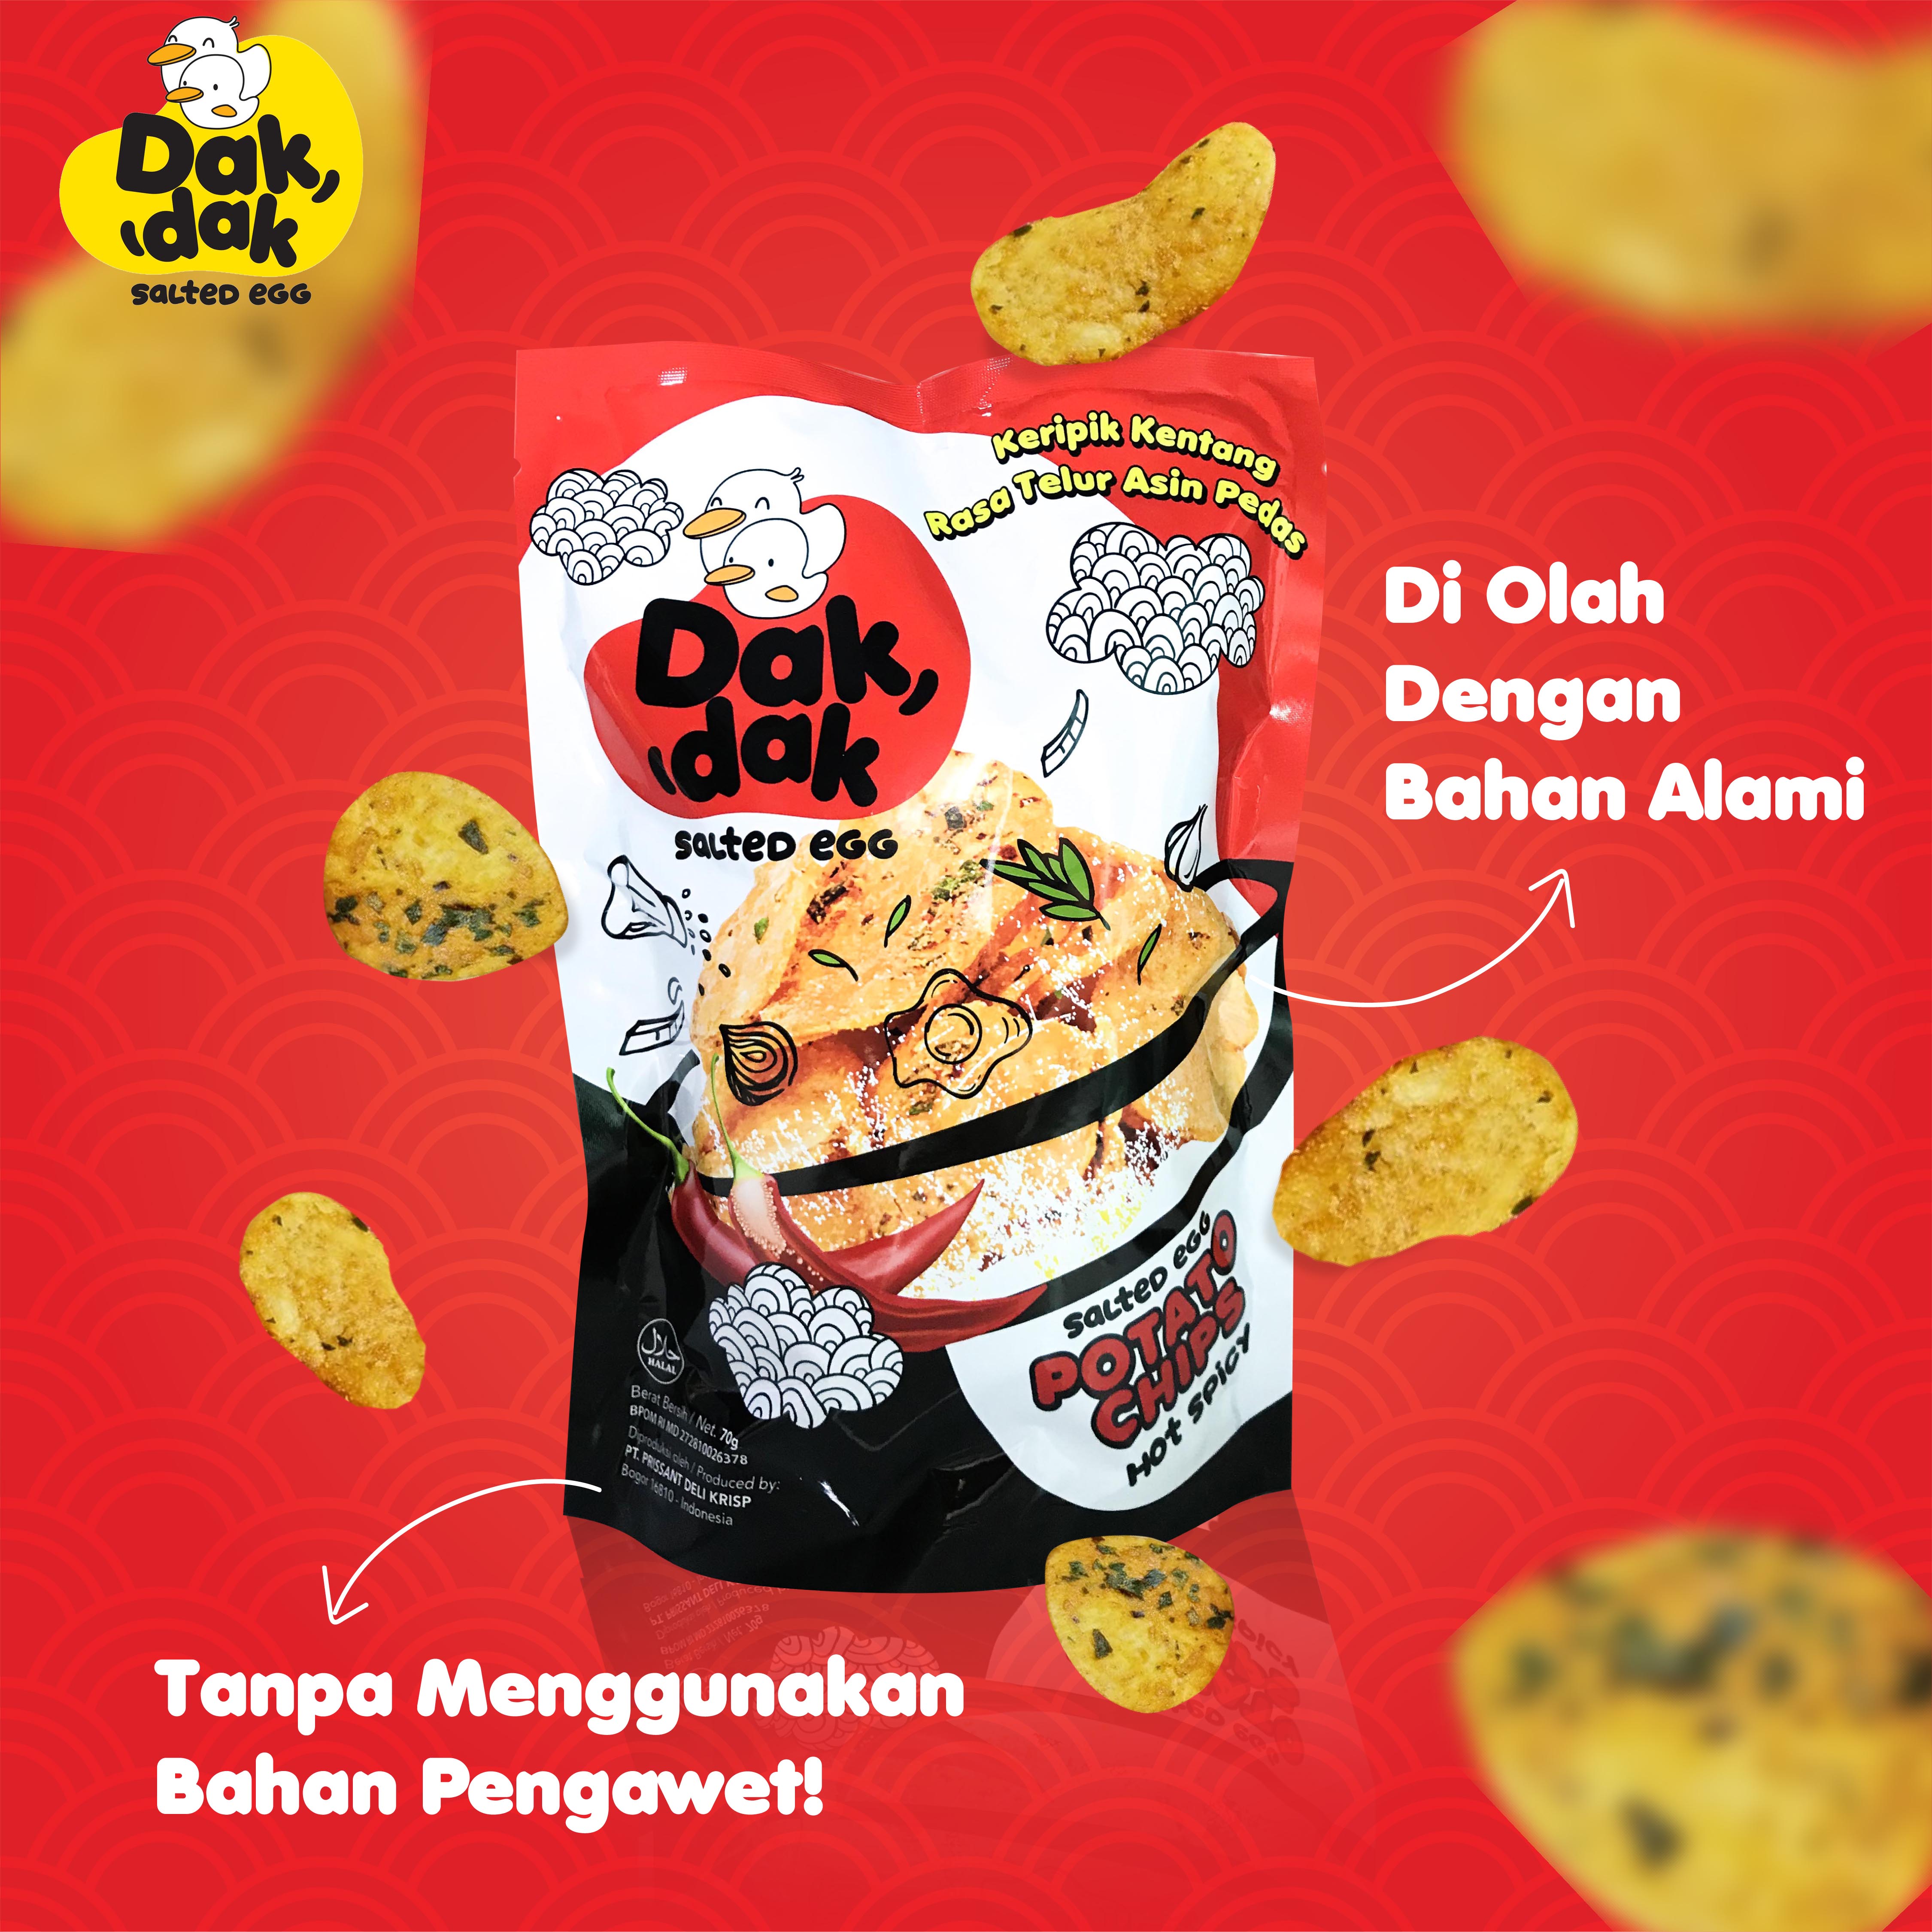 Dak,
dak
Salted Egg
Keripik Kentang
Rasa Telur Asin Pedas
Dak,
dak
Salted Egg
Di Olah
Dengan
Bahan Alami
Salted Egg
POTATO
CHIPS
Hot Spicy
حلال
HALAL
Berat Bersih / Net. 70g
BPOM RI MD 272810026378
Diproduksi oleh / Produced by:
PT. PRISSANT DELI KRISP
Bogor 16810 - Indonesia
Tanpa Menggunakan
Bahan Pengawet!